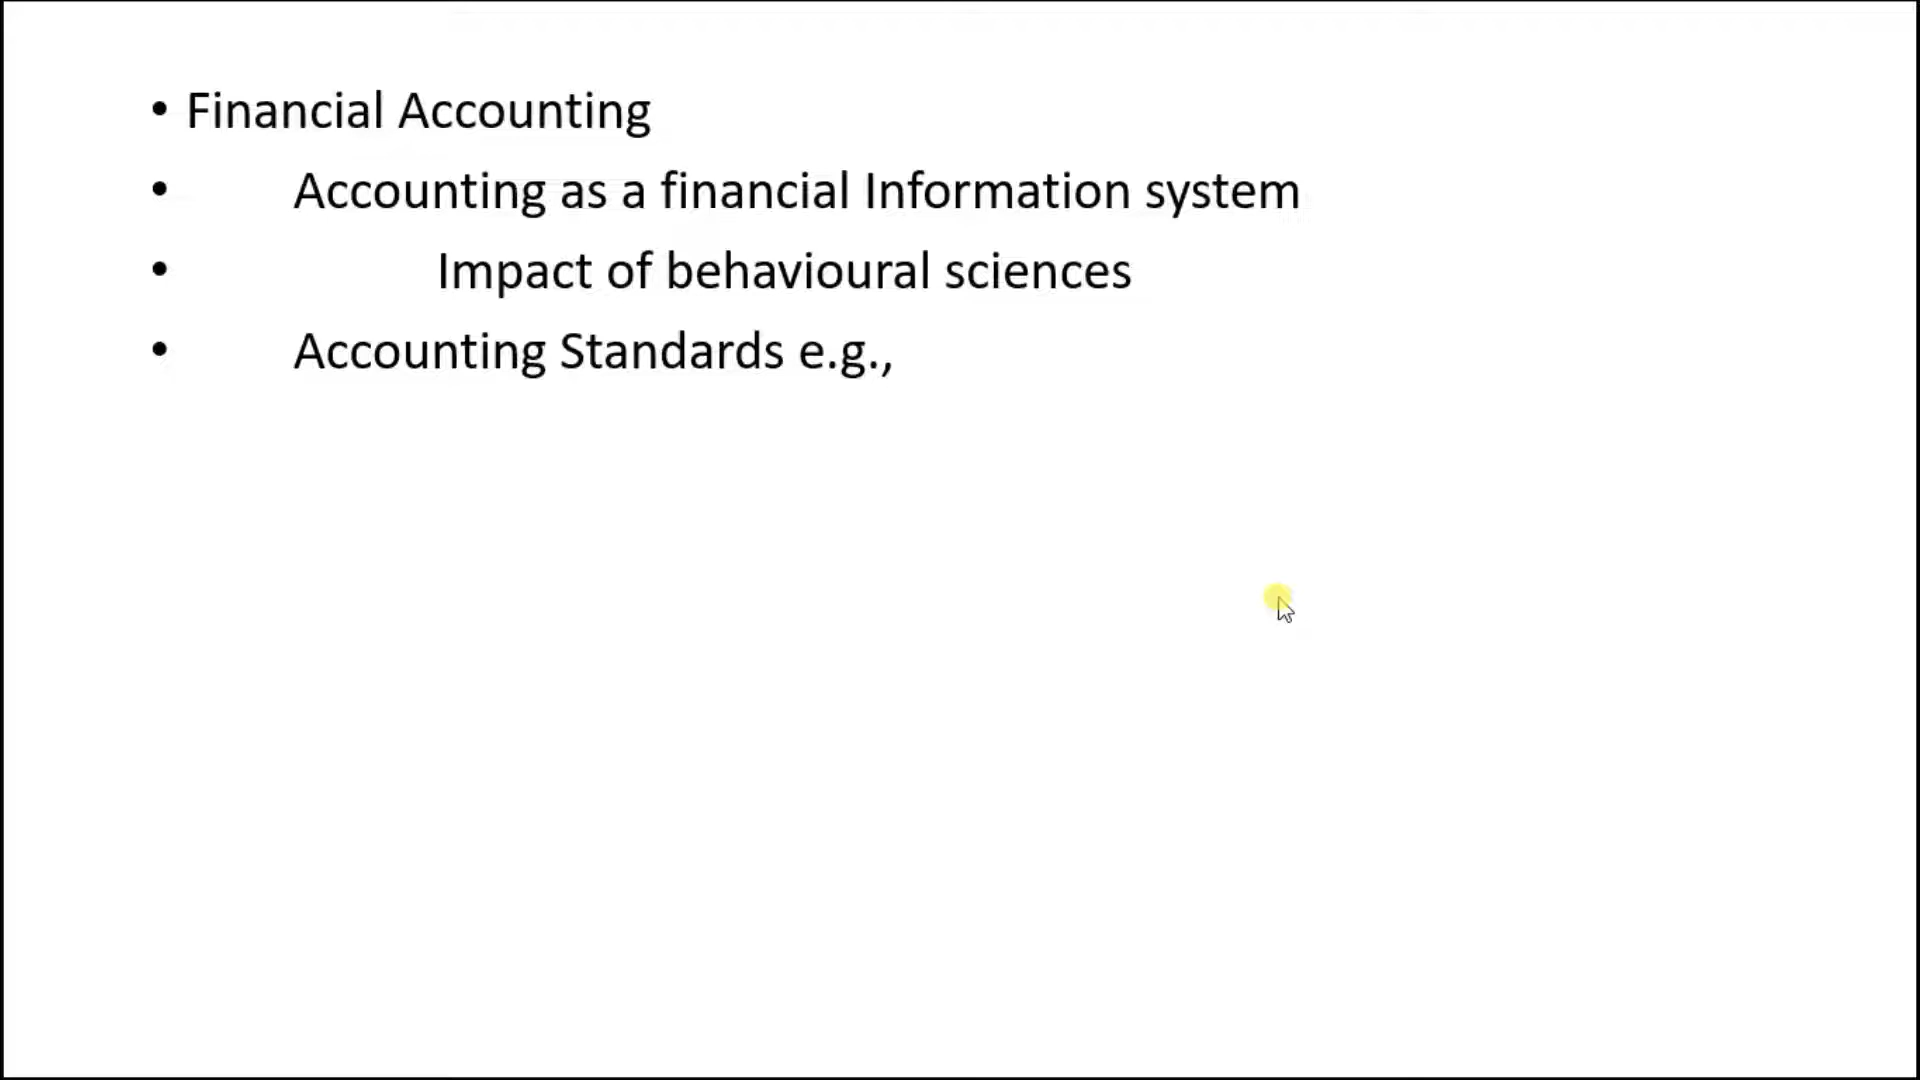 • Financial Accounting
• Accounting as a financial Information system
• Impact of behavioural sciences
• Accounting Standards e.g.,